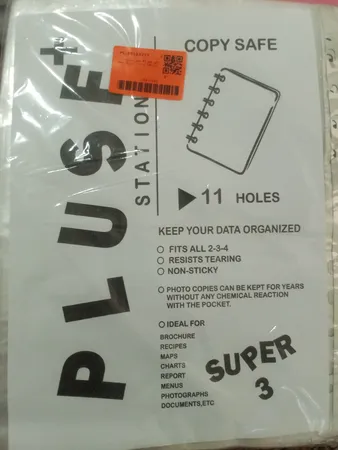 PLUSE+
STATION
COPY SAFE
11 HOLES
KEEP YOUR DATA ORGANIZED
FITS ALL 2-3-4
RESISTS TEARING
NON-STICKY
PHOTO COPIES CAN BE KEPT FOR YEARS
WITHOUT ANY CHEMICAL REACTION
WITH THE POCKET.
IDEAL FOR
BROCHURE
RECIPES
MAPS
CHARTS
REPORT
MENUS
PHOTOGRAPHS
DOCUMENTS,ETC
SUPER
3